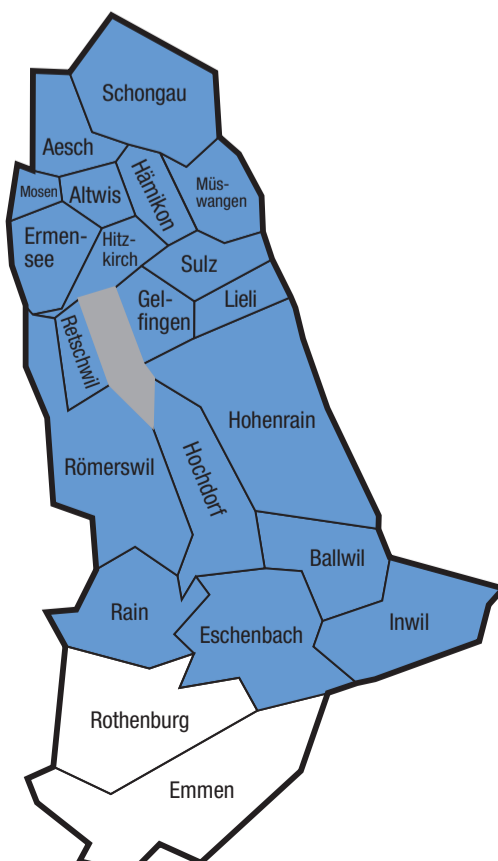 Schongau
Aesch
Hämikon
Müs-
wangen
Mosen
Altwis
Ermen-
see
Hitz-
kirch
Sulz
Gel-
fingen
Lieli
Retschwil
Hohenrain
Römerswil
Hochdorf
Ballwil
Rain
Eschenbach
Inwil
Rothenburg
Emmen